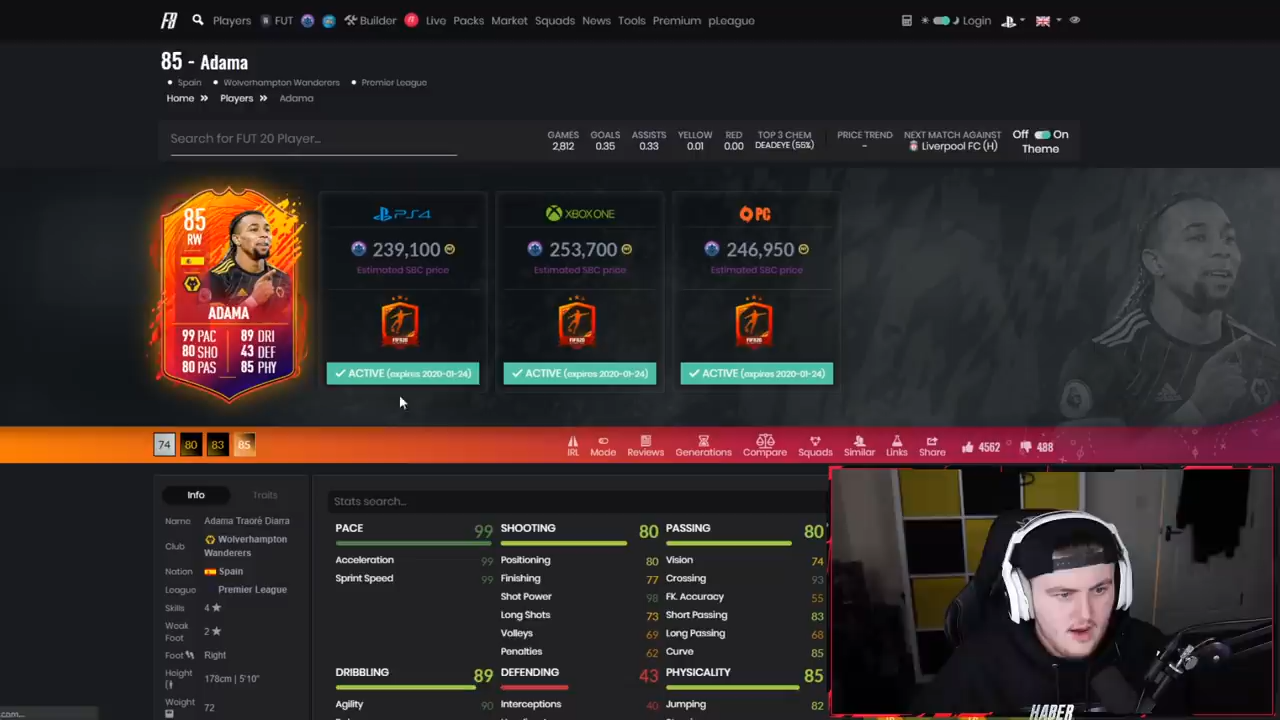 Players FUT Builder Live Packs Market Squads News Tools Premium pLeague Login
85 - Adama
Spain Wolverhampton Wanderers Premier League
Home » Players » Adama
Search for FUT 20 Player...
GAMES GOALS ASSISTS YELLOW RED TOP 3 CHEM PRICE TREND NEXT MATCH AGAINST Off On
2,812 0.35 0.33 0.01 0.00 DEADEYE (55%) - Liverpool FC (H) Theme
85
RW
ADAMA
99 PAC 89 DRI
80 SHO 43 DEF
80 PAS 85 PHY
PS4 XBOX ONE PC
239,100 253,700 246,950
Estimated SBC price Estimated SBC price Estimated SBC price
FIFA20 FIFA20 FIFA20
ACTIVE (expires 2020-01-24) ACTIVE (expires 2020-01-24) ACTIVE (expires 2020-01-24)
74 80 83 85
IRL Mode Reviews Generations Compare Squads Similar Links Share 4562 488
Info Traits
Name Adama Traoré Diarra
Club Wolverhampton Wanderers
Nation Spain
League Premier League
Skills 4
Weak Foot 2
Foot Right
Height 178cm | 5'10"
Weight 72
Stats search...
PACE 99 SHOOTING 80 PASSING 80
Acceleration 99 Positioning 80 Vision 74
Sprint Speed 99 Finishing 77 Crossing 93
Shot Power 98 FK. Accuracy 55
Long Shots 73 Short Passing 83
Volleys 69 Long Passing 68
Penalties 62 Curve 85
DRIBBLING 89 DEFENDING 43 PHYSICALITY 85
Agility 90 Interceptions 40 Jumping 82
HABER
...com...